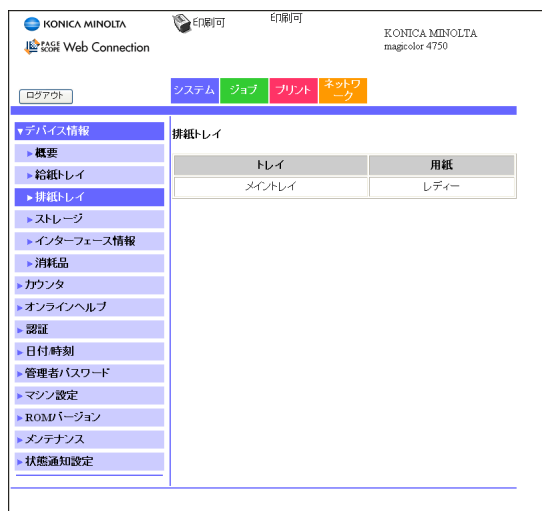 KONICA MINOLTA
PAGE SCOPE Web Connection
印刷可
印刷可
KONICA MINOLTA
magicolor 4750
ログアウト
システム
ジョブ
プリント
ネットワ
ーク
▼デバイス情報
▶概要
▶給紙トレイ
▶排紙トレイ
▶ストレージ
▶インターフェース情報
▶消耗品
▶カウンタ
▶オンラインヘルプ
▶認証
▶日付/時刻
▶管理者パスワード
▶マシン設定
▶ROMバージョン
▶メンテナンス
▶状態通知設定
排紙トレイ
トレイ 用紙
メイントレイ レディー